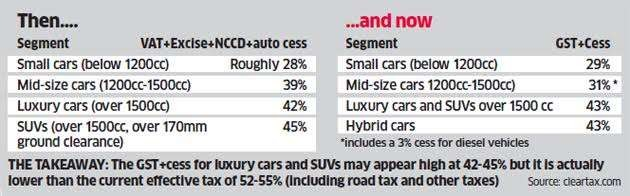 Then....
Segment VAT+Excise+NCCD+auto cess
Small cars (below 1200cc) Roughly 28%
Mid-size cars (1200cc-1500cc) 39%
Luxury cars (over 1500cc) 42%
SUVs (over 1500cc, over 170mm 45%
ground clearance)
...and now
Segment GST+Cess
Small cars (below 1200cc) 29%
Mid-size cars 1200cc-1500cc) 31% *
Luxury cars and SUVs over 1500 cc 43%
Hybrid cars 43%
*includes a 3% cess for diesel vehicles
THE TAKEAWAY: The GST+cess for luxury cars and SUVs may appear high at 42-45% but it is actually
lower than the current effective tax of 52-55% (including road tax and other taxes) Source: cleartax.com